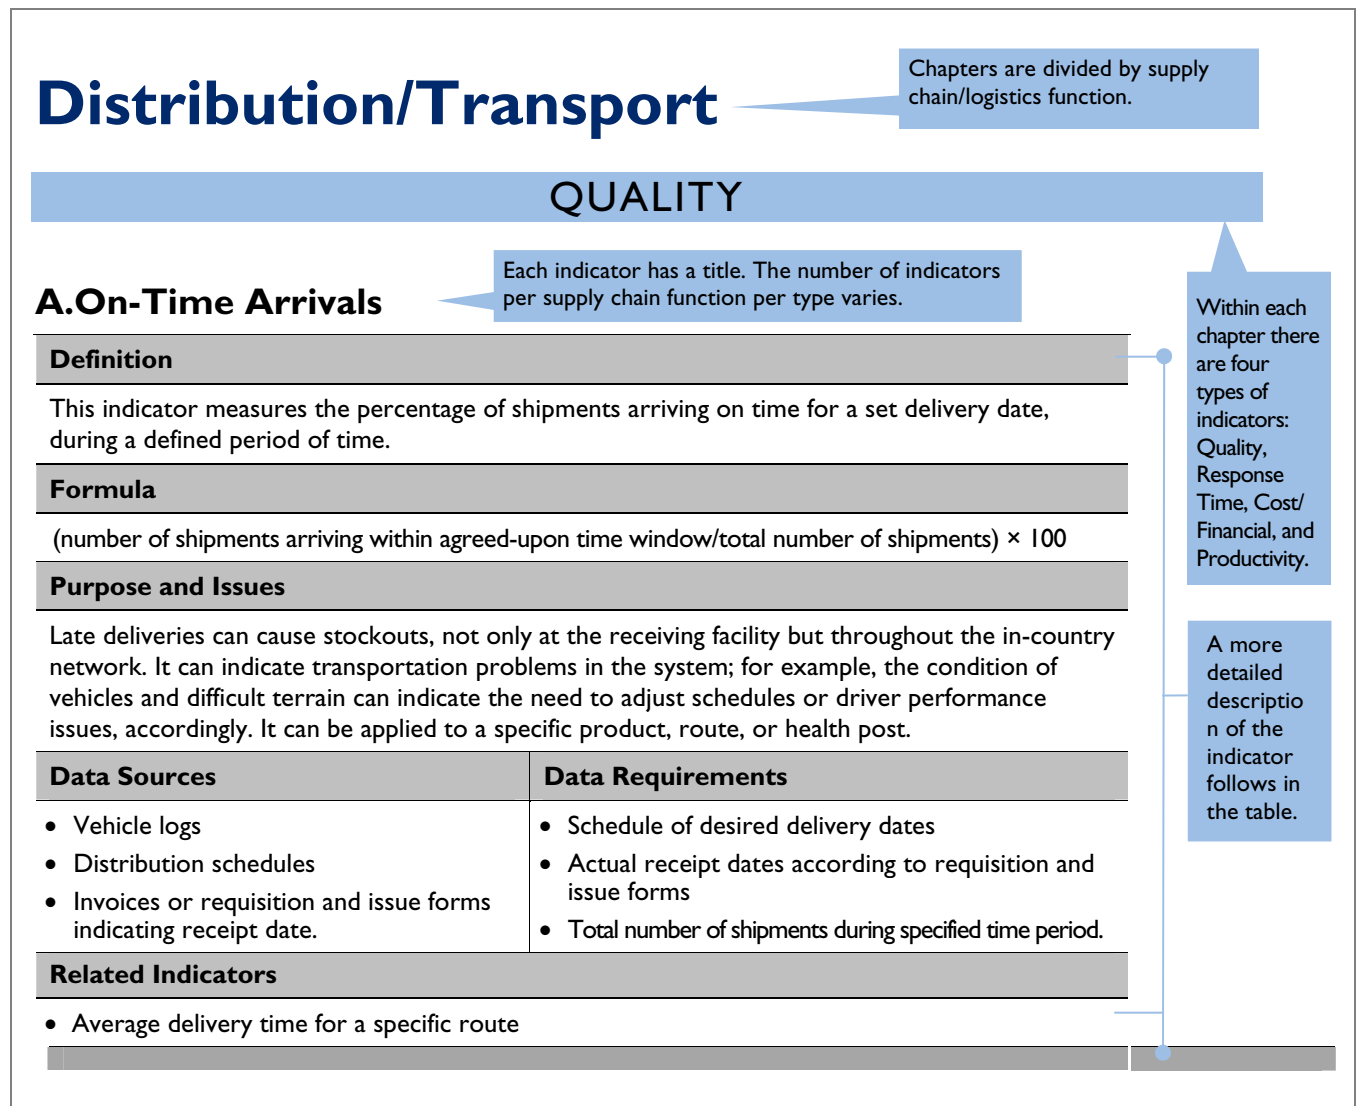 Distribution/Transport
Chapters are divided by supply
chain/logistics function.
QUALITY
A.On-Time Arrivals
Each indicator has a title. The number of indicators
per supply chain function per type varies.
Within each
chapter there
are four
types of
indicators:
Quality,
Response
Time, Cost/
Financial, and
Productivity.
Definition
This indicator measures the percentage of shipments arriving on time for a set delivery date,
during a defined period of time.
Formula
(number of shipments arriving within agreed-upon time window/total number of shipments) × 100
Purpose and Issues
Late deliveries can cause stockouts, not only at the receiving facility but throughout the in-country
network. It can indicate transportation problems in the system; for example, the condition of
vehicles and difficult terrain can indicate the need to adjust schedules or driver performance
issues, accordingly. It can be applied to a specific product, route, or health post.
A more
detailed
descriptio
n of the
indicator
follows in
the table.
Data Sources
• Vehicle logs
• Distribution schedules
• Invoices or requisition and issue forms
indicating receipt date.
Data Requirements
• Schedule of desired delivery dates
• Actual receipt dates according to requisition and
issue forms
• Total number of shipments during specified time period.
Related Indicators
• Average delivery time for a specific route